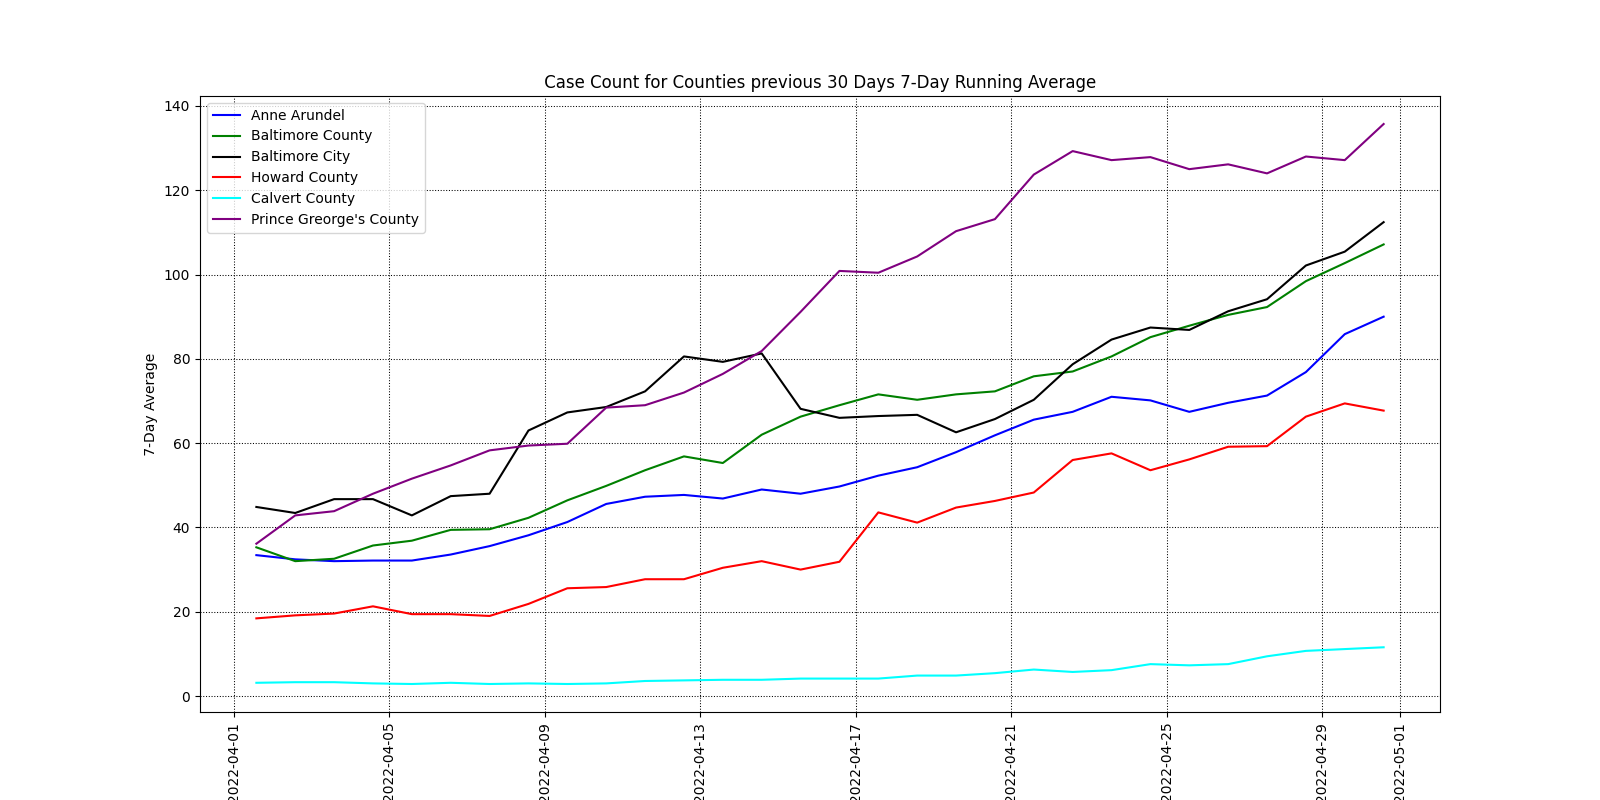 Case Count for Counties previous 30 Days 7-Day Running Average
140
120
100
80
60
40
20
0
7-Day Average
Anne Arundel
Baltimore County
Baltimore City
Howard County
Calvert County
Prince Greorge's County
2022-04-01
2022-04-05
2022-04-09
2022-04-13
2022-04-17
2022-04-21
2022-04-25
2022-04-29
2022-05-01